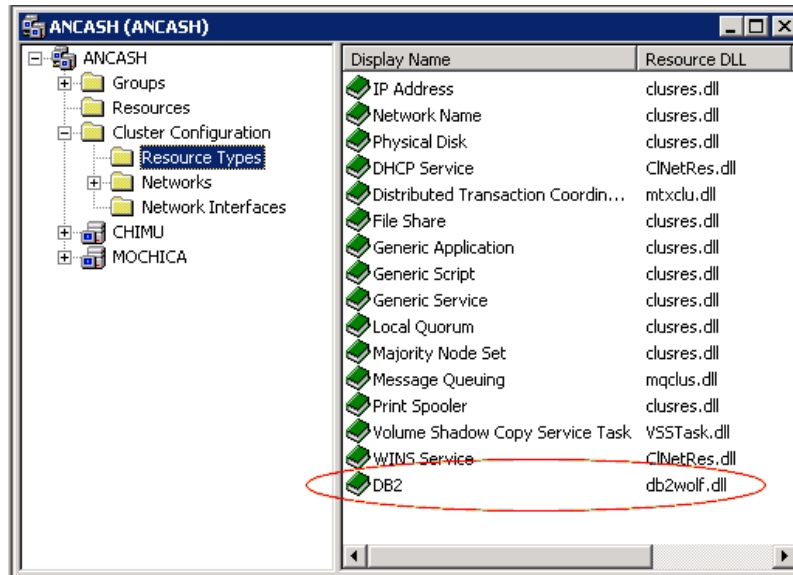 ANCASH (ANCASH)
ANCASH
Groups
Resources
Cluster Configuration
Resource Types
Networks
Network Interfaces
CHIMU
MOCHICA
Display Name Resource DLL
IP Address clusres.dll
Network Name clusres.dll
Physical Disk clusres.dll
DHCP Service ClNetRes.dll
Distributed Transaction Coordin... mtxclu.dll
File Share clusres.dll
Generic Application clusres.dll
Generic Script clusres.dll
Generic Service clusres.dll
Local Quorum clusres.dll
Majority Node Set clusres.dll
Message Queuing mqclus.dll
Print Spooler clusres.dll
Volume Shadow Copy Service Task VSSTask.dll
WINS Service ClNetRes.dll
DB2 db2wolf.dll